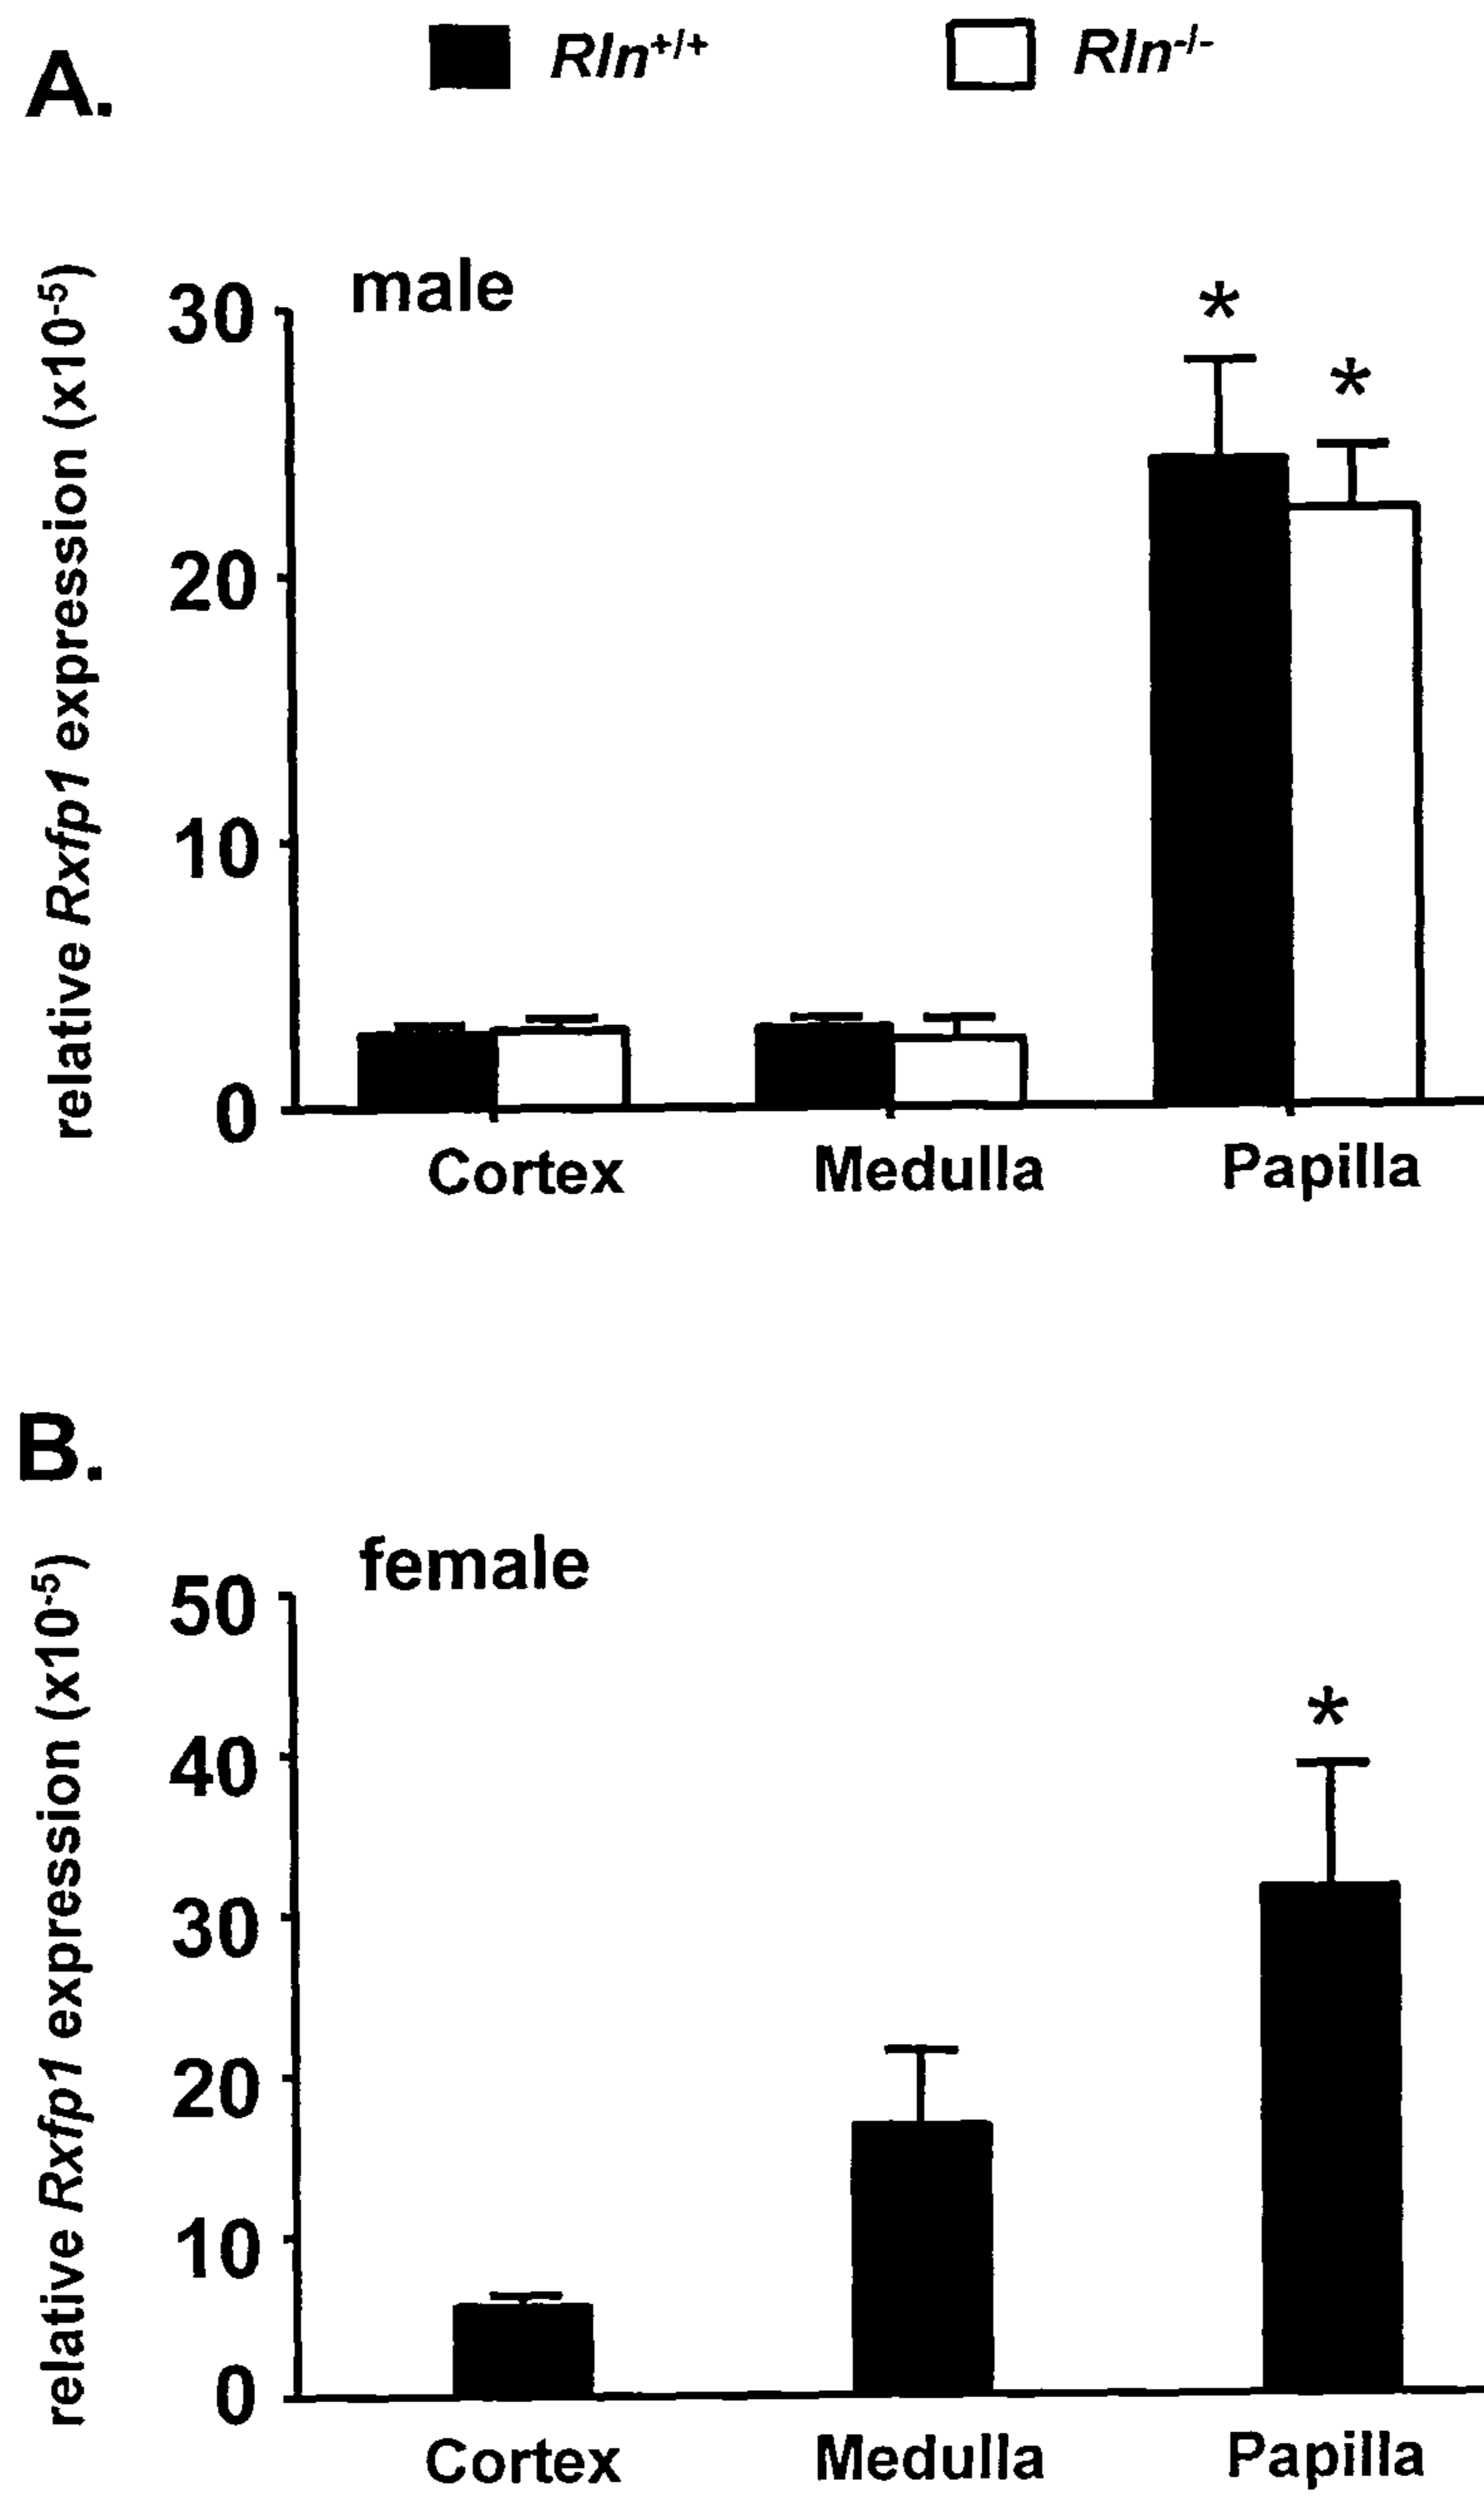 A.
Rln+/+ Rln-/-
male
relative Rxfp1 expression (x10-5)
30
20
10
0
*
*
Cortex Medulla Papilla
B.
female
relative Rxfp1 expression (x10-5)
50
40
30
20
10
0
*
Cortex Medulla Papilla